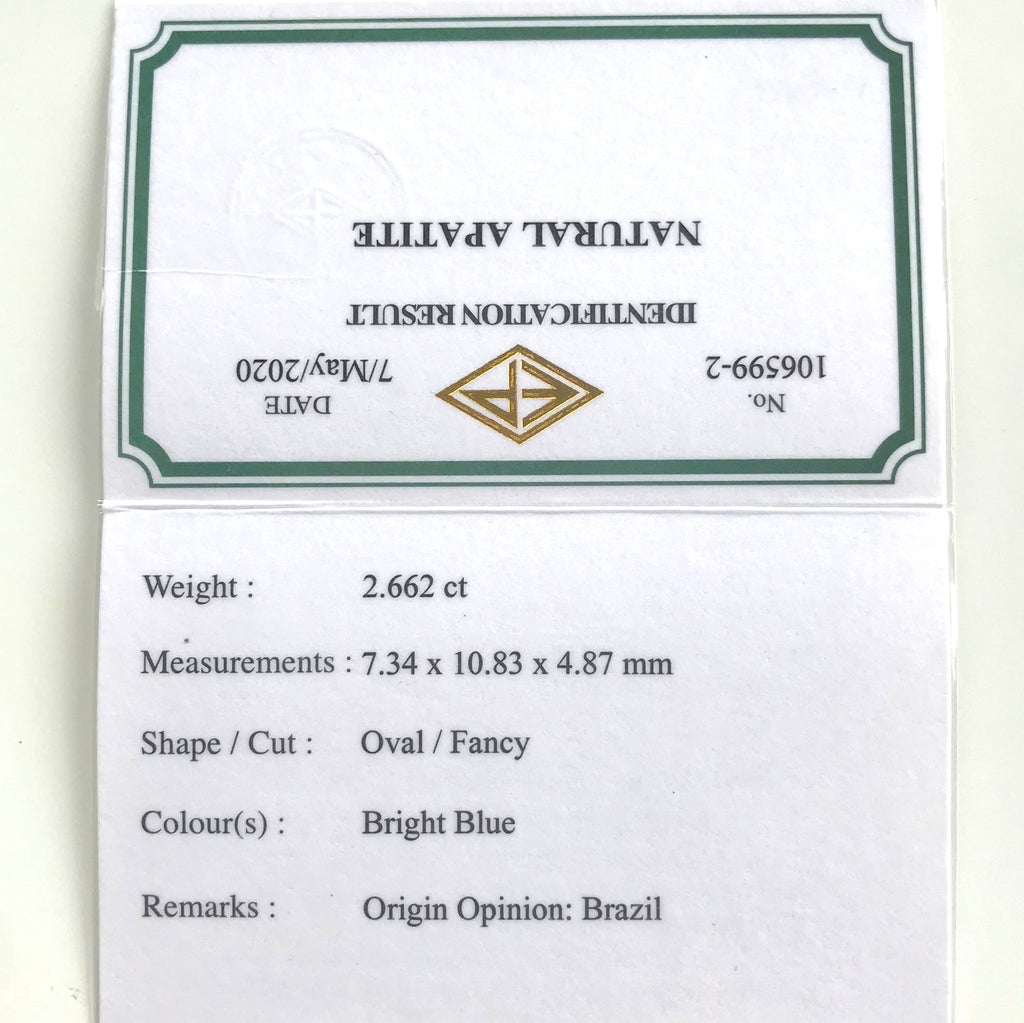 No. DATE
106599-2 7/May/2020
IDENTIFICATION RESULT
NATURAL APATITE
Weight : 2.662 ct
Measurements : 7.34 x 10.83 x 4.87 mm
Shape / Cut : Oval / Fancy
Colour(s) : Bright Blue
Remarks : Origin Opinion: Brazil